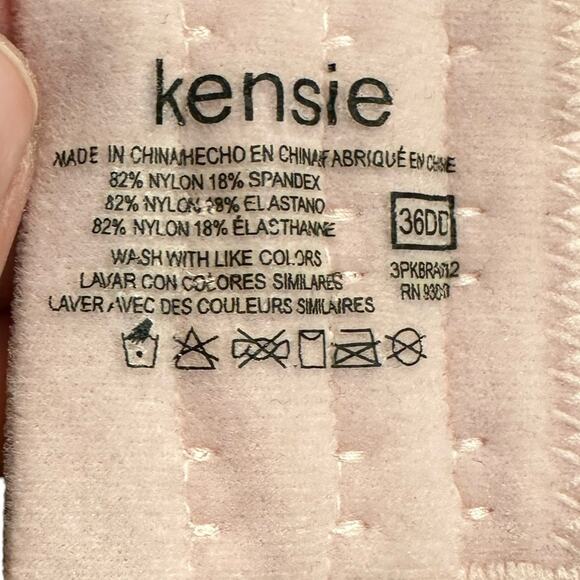 kensie
MADE IN CHINA/HECHO EN CHINA/FABRIQUÉ EN CHINE
82% NYLON 18% SPANDEX
82% NYLON 18% ELASTANO
82% NYLON 18% ÉLASTHANNE
WASH WITH LIKE COLORS
LAVAR CON COLORES SIMILARES
LAVER AVEC DES COULEURS SIMILAIRES
36DD
RN